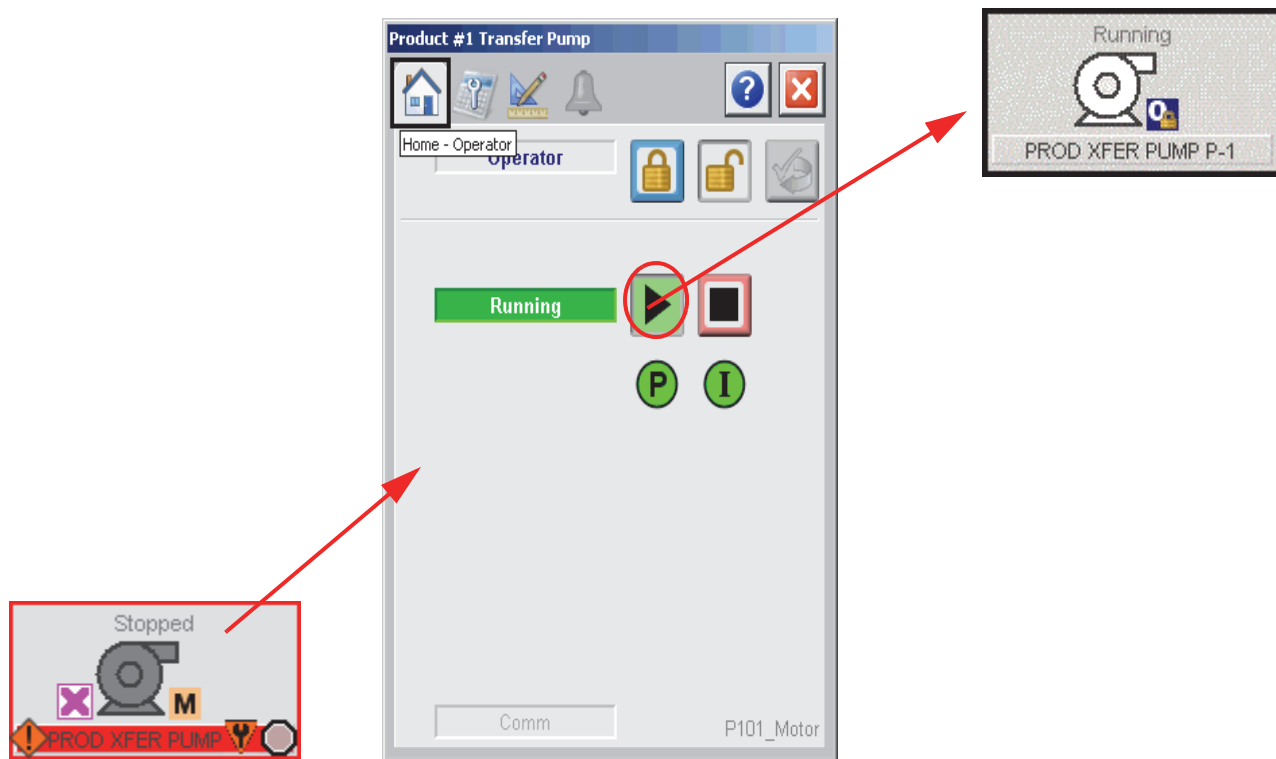 Product #1 Transfer Pump
?
Home - Operator
Operator
Running
P
I
Comm
P101_Motor
Running
O
PROD XFER PUMP P-1
Stopped
M
!
PROD XFER PUMP